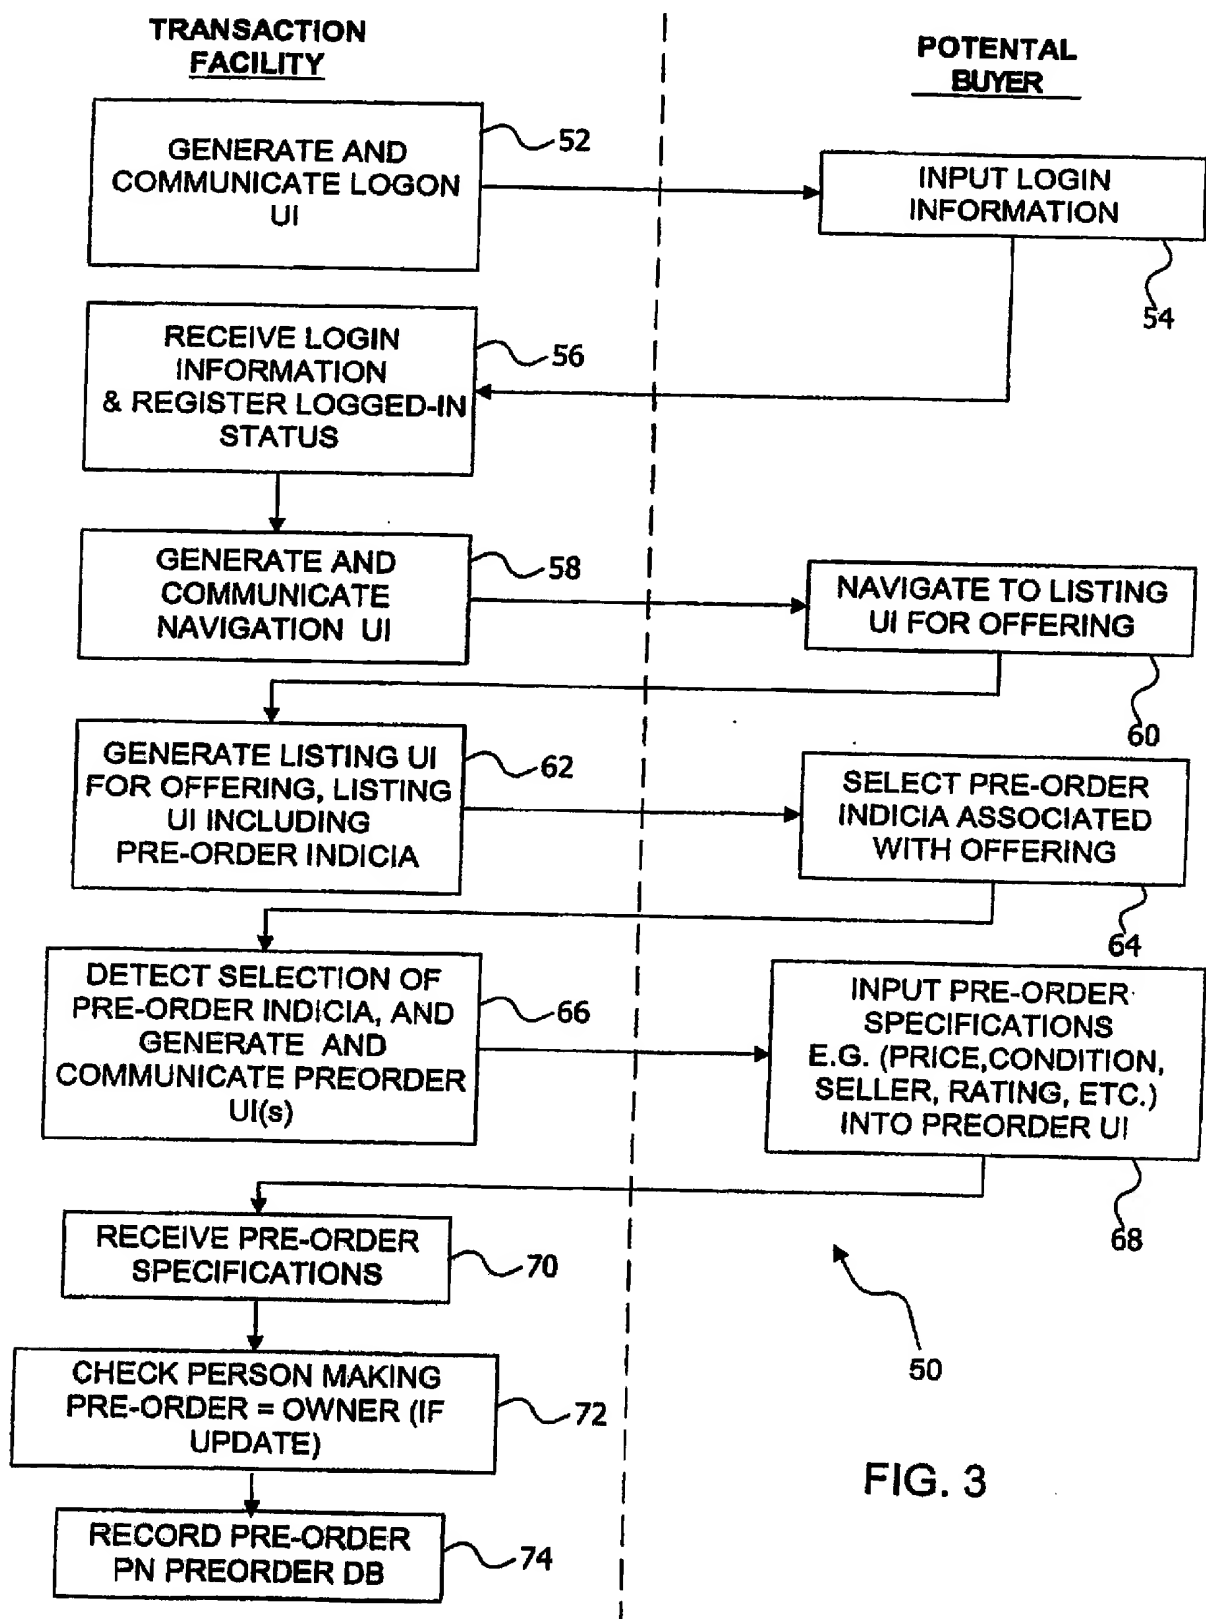 TRANSACTION
FACILITY
POTENTIAL
BUYER
GENERATE AND
COMMUNICATE LOGON
UI
52
INPUT LOGIN
INFORMATION
54
RECEIVE LOGIN
INFORMATION
& REGISTER LOGGED-IN
STATUS
56
GENERATE AND
COMMUNICATE
NAVIGATION UI
58
NAVIGATE TO LISTING
UI FOR OFFERING
60
GENERATE LISTING UI
FOR OFFERING, LISTING
UI INCLUDING
PRE-ORDER INDICIA
62
SELECT PRE-ORDER
INDICIA ASSOCIATED
WITH OFFERING
64
DETECT SELECTION OF
PRE-ORDER INDICIA, AND
GENERATE AND
COMMUNICATE PREORDER
UI(s)
66
INPUT PRE-ORDER
SPECIFICATIONS
E.G. (PRICE,CONDITION,
SELLER, RATING, ETC.)
INTO PREORDER UI
68
RECEIVE PRE-ORDER
SPECIFICATIONS
70
CHECK PERSON MAKING
PRE-ORDER = OWNER (IF
UPDATE)
72
RECORD PRE-ORDER
PN PREORDER DB
74
50
FIG. 3